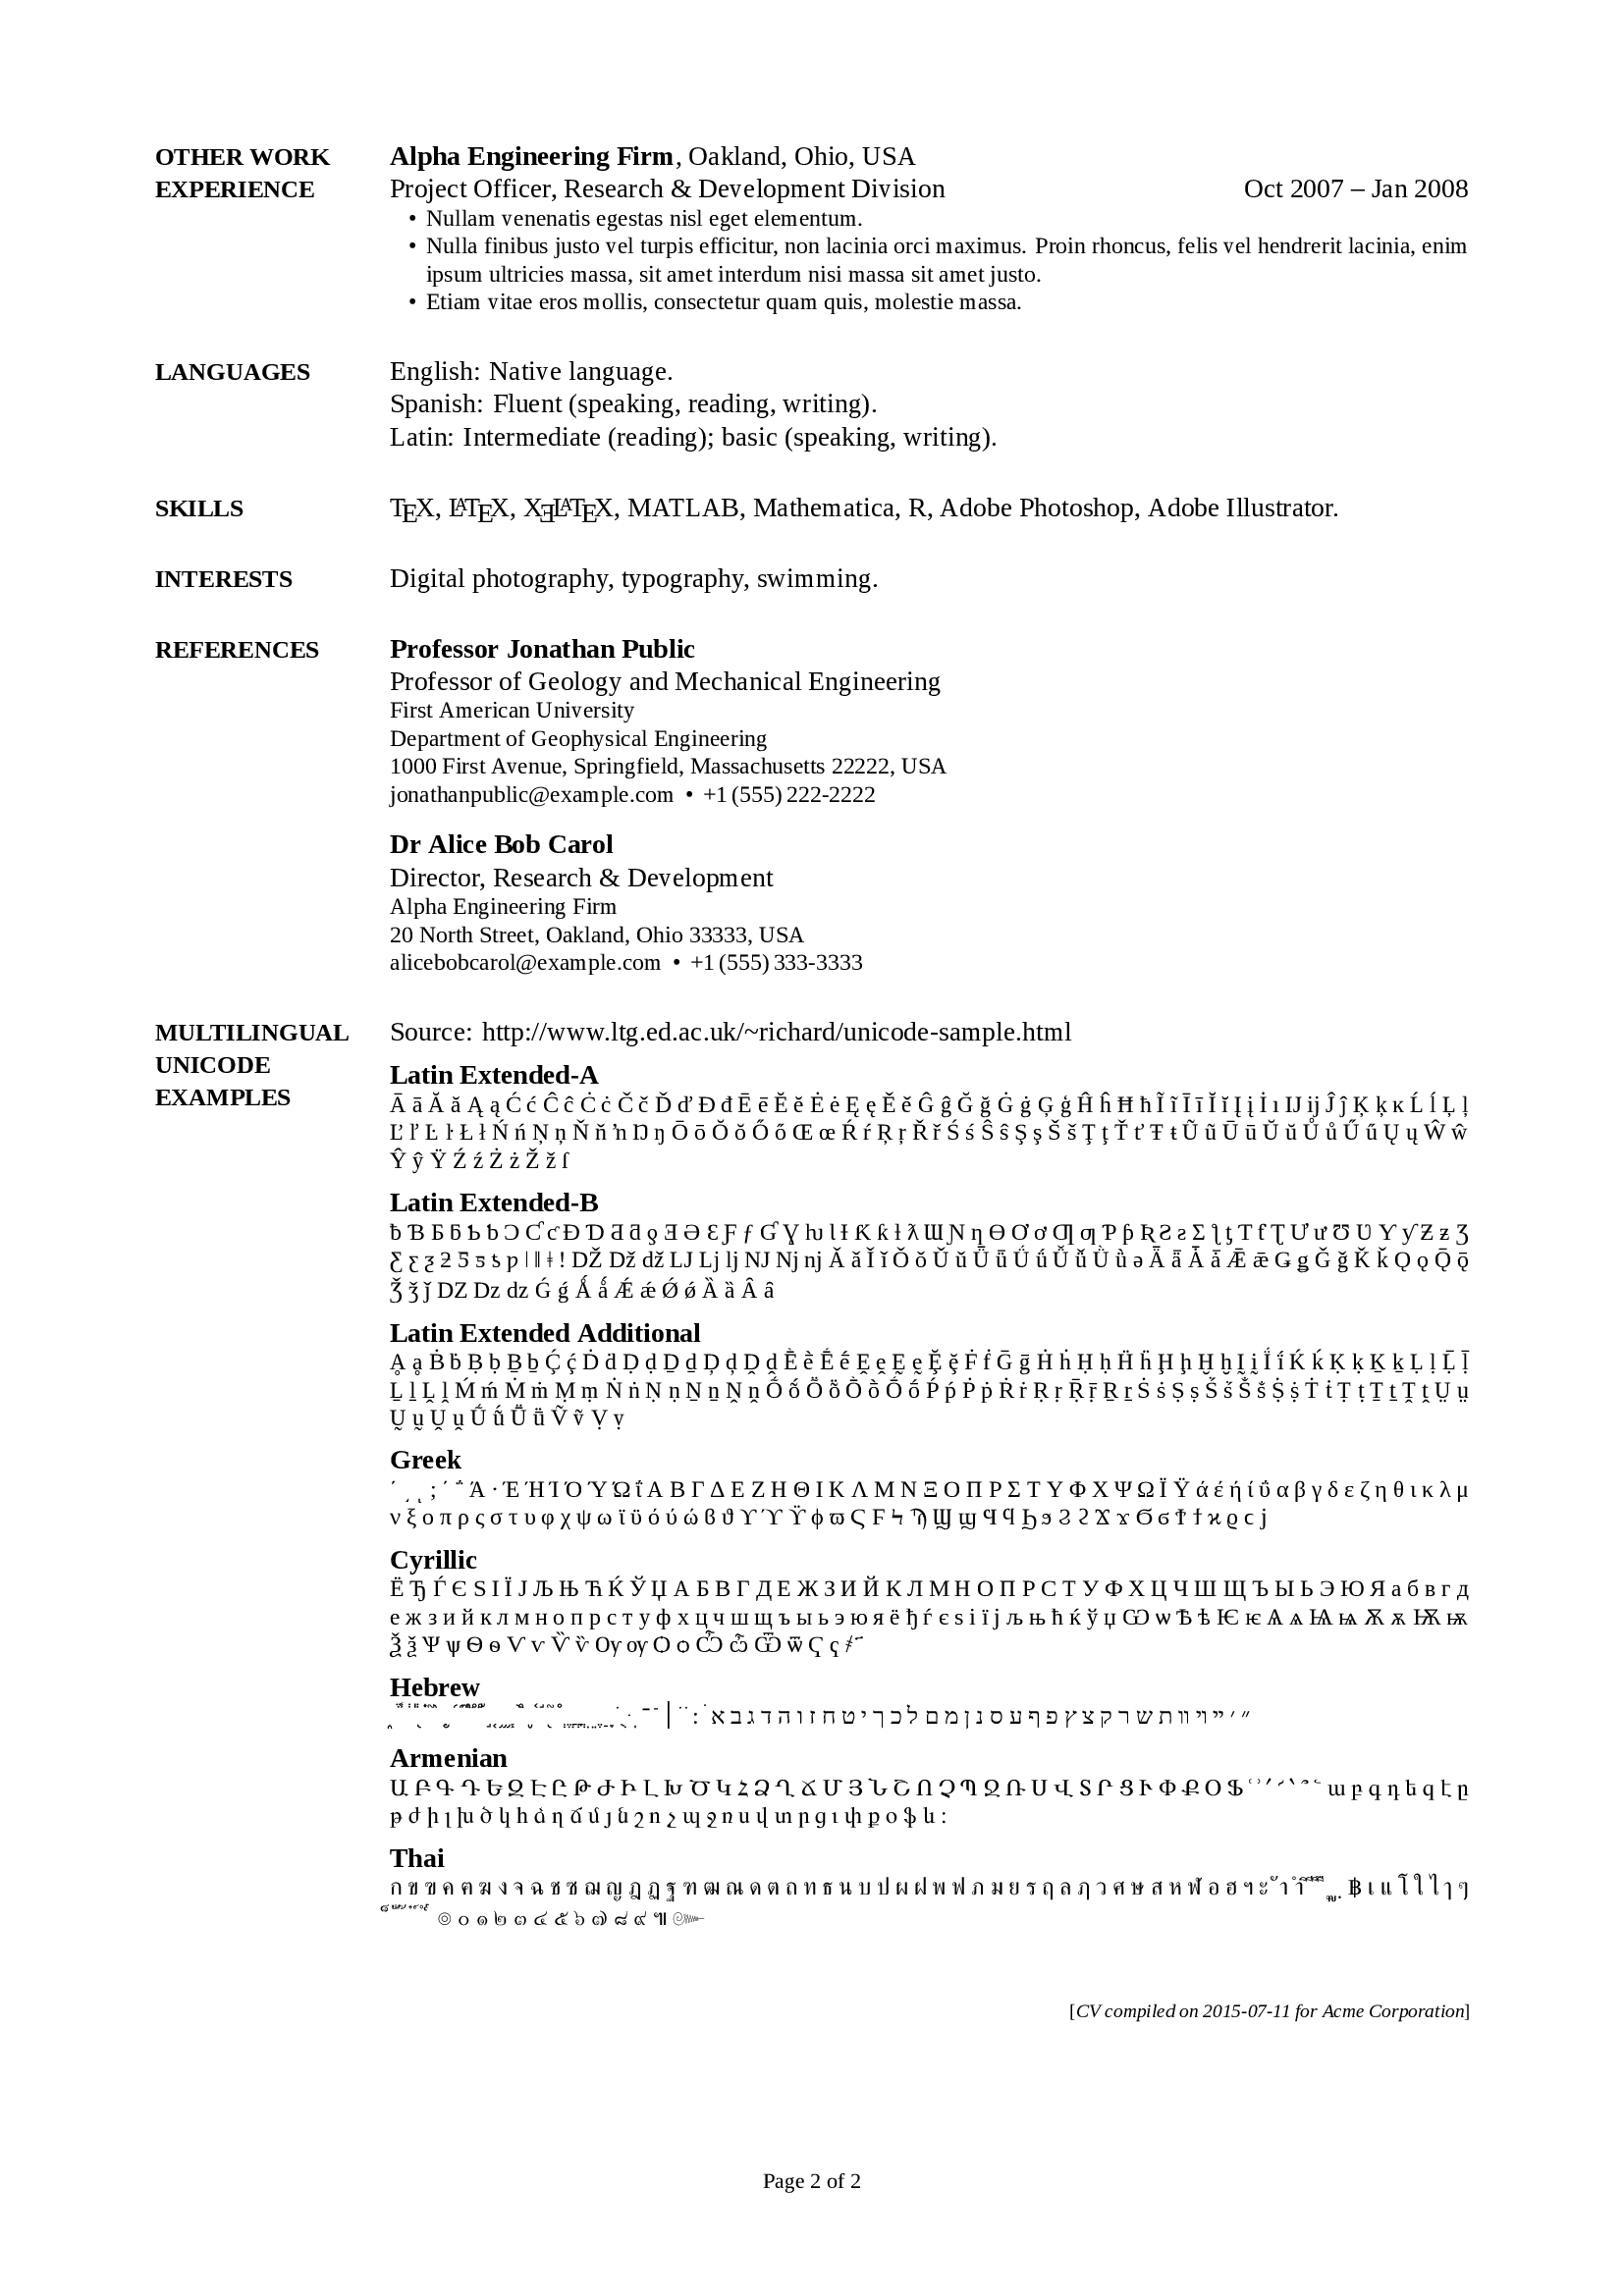 OTHER WORK
EXPERIENCE
Alpha Engineering Firm, Oakland, Ohio, USA
Project Officer, Research & Development Division Oct 2007 – Jan 2008
• Nullam venenatis egestas nisl eget elementum.
• Nulla finibus justo vel turpis efficitur, non lacinia orci maximus. Proin rhoncus, felis vel hendrerit lacinia, enim
ipsum ultricies massa, sit amet interdum nisi massa sit amet justo.
• Etiam vitae eros mollis, consectetur quam quis, molestie massa.
LANGUAGES
English: Native language.
Spanish: Fluent (speaking, reading, writing).
Latin: Intermediate (reading); basic (speaking, writing).
SKILLS
TEX, LATEX, XƎLATEX, MATLAB, Mathematica, R, Adobe Photoshop, Adobe Illustrator.
INTERESTS
Digital photography, typography, swimming.
REFERENCES
Professor Jonathan Public
Professor of Geology and Mechanical Engineering
First American University
Department of Geophysical Engineering
1000 First Avenue, Springfield, Massachusetts 22222, USA
jonathanpublic@example.com • +1 (555) 222-2222
Dr Alice Bob Carol
Director, Research & Development
Alpha Engineering Firm
20 North Street, Oakland, Ohio 33333, USA
alicebobcarol@example.com • +1 (555) 333-3333
MULTILINGUAL
UNICODE
EXAMPLES
Source: http://www.ltg.ed.ac.uk/~richard/unicode-sample.html
Latin Extended-A
Ā ā Ă ă Ą ą Ć ć Ĉ ĉ Ċ ċ Č č Ď ď Đ đ Ē ē Ĕ ĕ Ė ė Ę ę Ě ě Ĝ ĝ Ğ ğ Ġ ġ Ģ ģ Ĥ ĥ Ħ ħ Ĩ ĩ Ī ī Ĭ ĭ Į į İ ı Ĳ ĳ Ĵ ĵ Ķ ķ ĸ Ĺ ĺ Ļ ļ
Ľ ľ Ŀ ŀ Ł ł Ń ń Ņ ņ Ň ň ŉ Ŋ ŋ Ō ō Ŏ ŏ Ő ő Œ œ Ŕ ŕ Ŗ ŗ Ř ř Ś ś Ŝ ŝ Ş ş Š š Ţ ţ Ť ť Ŧ ŧ Ũ ũ Ū ū Ŭ ŭ Ů ů Ű ű Ų ų Ŵ ŵ
Ŷ ŷ Ÿ Ź ź Ż ż Ž ž ſ
Latin Extended-B
ƀ Ɓ Ƃ ƃ Ƅ ƅ Ɔ Ƈ ƈ Ɖ Ɗ Ƌ ƌ ƍ Ǝ Ə Ɛ Ƒ ƒ Ɠ Ɣ ƕ Ɩ Ɨ Ƙ ƙ ƚ ƛ Ɯ Ɲ ƞ Ɵ Ơ ơ Ƣ ƣ Ƥ ƥ Ʀ Ƨ ƨ Ʃ ƪ ƫ Ƭ ƭ Ʈ Ư ư Ʊ Ʋ Ƴ ƴ Ƶ ƶ Ʒ
Ƹ ƹ ƺ ƻ Ƽ ƽ ƾ ƿ ǀ ǁ ǂ ǃ Ǆ ǅ ǆ Ǉ ǈ ǉ Ǌ ǋ ǌ Ǎ ǎ Ǐ ǐ Ǒ ǒ Ǔ ǔ Ǖ ǖ Ǘ ǘ Ǚ ǚ Ǜ ǜ ǝ Ǟ ǟ Ǡ ǡ Ǣ ǣ Ǥ ǥ Ǧ ǧ Ǩ ǩ Ǫ ǫ Ǭ ǭ
Ǯ ǯ ǰ Ǳ ǲ ǳ Ǵ ǵ Ǻ ǻ Ǽ ǽ Ǿ ǿ Ȁ ȁ Ȃ ȃ
Latin Extended Additional
Ḁ ḁ Ḃ ḃ Ḅ ḅ Ḇ ḇ Ḉ ḉ Ḋ ḋ Ḍ ḍ Ḏ ḏ Ḑ ḑ Ḓ ḓ Ḕ ḕ Ḗ ḗ Ḙ ḙ Ḛ ḛ Ḝ ḝ Ḟ ḟ Ḡ ḡ Ḣ ḣ Ḥ ḥ Ḧ ḧ Ḩ ḩ Ḫ ḫ Ḭ ḭ Ḯ ḯ Ḱ ḱ Ḳ ḳ Ḵ ḵ Ḷ ḷ Ḹ ḹ
Ḻ ḻ Ḽ ḽ Ḿ ḿ Ṁ ṁ Ṃ ṃ Ṅ ṅ Ṇ ṇ Ṉ ṉ Ṋ ṋ Ṍ ṍ Ṏ ṏ Ṑ ṑ Ṓ ṓ Ṕ ṕ Ṗ ṗ Ṙ ṙ Ṛ ṛ Ṝ ṝ Ṟ ṟ Ṡ ṡ Ṣ ṣ Ṥ ṥ Ṧ ṧ Ṩ ṩ Ṫ ṫ Ṭ ṭ Ṯ ṯ Ṱ ṱ Ṳ ṳ
Ṵ ṵ Ṷ ṷ Ṹ ṹ Ṻ ṻ Ṽ ṽ Ṿ ṿ
Greek
ʹ ͵ ͺ ; ΄ ΅ Ά · Έ Ή Ί Ό Ύ Ώ ΐ Α Β Γ Δ Ε Ζ Η Θ Ι Κ Λ Μ Ν Ξ Ο Π Ρ Σ Τ Υ Φ Χ Ψ Ω Ϊ Ϋ ά έ ή ί ΰ α β γ δ ε ζ η θ ι κ λ μ
ν ξ ο π ρ ς σ τ υ φ χ ψ ω ϊ ϋ ό ύ ώ ϐ ϑ ϒ ϓ ϔ ϕ ϖ Ϛ Ϝ Ϟ Ϡ Ϣ ϣ Ϥ ϥ Ϧ ϧ Ϩ ϩ Ϫ ϫ Ϭ ϭ Ϯ ϯ ϰ ϱ ϲ ϳ
Cyrillic
Ё Ђ Ѓ Є Ѕ І Ї Ј Љ Њ Ћ Ќ Ў Џ А Б В Г Д Е Ж З И Й К Л М Н О П Р С Т У Ф Х Ц Ч Ш Щ Ъ Ы Ь Э Ю Я а б в г д
е ж з и й к л м н о п р с т у ф х ц ч ш щ ъ ы ь э ю я ё ђ ѓ є ѕ і ї ј љ њ ћ ќ ў џ Ѡ ѡ Ѣ ѣ Ѥ ѥ Ѧ ѧ Ѩ ѩ Ѫ ѫ Ѭ ѭ
Ѯ ѯ Ѱ ѱ Ѳ ѳ Ѵ ѵ Ѷ ѷ Ѹ ѹ Ѻ ѻ Ѽ ѽ Ѿ ѿ Ҁ ҁ ҂
Hebrew
א ב ג ד ה ו ז ח ט י ך כ ל ם מ ן נ ס ע ף פ ץ צ ק ר ש ת װ ױ ײ ׳ ״
Armenian
Ա Բ Գ Դ Ե Զ Է Ը Թ Ժ Ի Լ Խ Ծ Կ Հ Ձ Ղ Ճ Մ Յ Ն Շ Ո Չ Պ Ջ Ռ Ս Վ Տ Ր Ց Ւ Փ Ք Օ Ֆ ՙ ՚ ՛ ՜ ՝ ՞ ՟ ա բ գ դ ե զ է ը
թ ժ ի լ խ ծ կ հ ձ ղ ճ մ յ ն շ ո չ պ ջ ռ ս վ տ ր ց ւ փ ք օ ֆ և ։
Thai
ก ข ฃ ค ฅ ฆ ง จ ฉ ช ซ ฌ ญ ฎ ฏ ฐ ฑ ฒ ณ ด ต ถ ท ธ น บ ป ผ ฝ พ ฟ ภ ม ย ร ฤ ล ฦ ว ศ ษ ส ห ฬ อ ฮ ฯ ะ ั า ำ ิ ี ึ ื ุ ู ฺ ฿ เ แ โ ใ ไ ๅ ๆ
๏ ๐ ๑ ๒ ๓ ๔ ๕ ๖ ๗ ๘ ๙ ๚ ๛
[CV compiled on 2015-07-11 for Acme Corporation]
Page 2 of 2